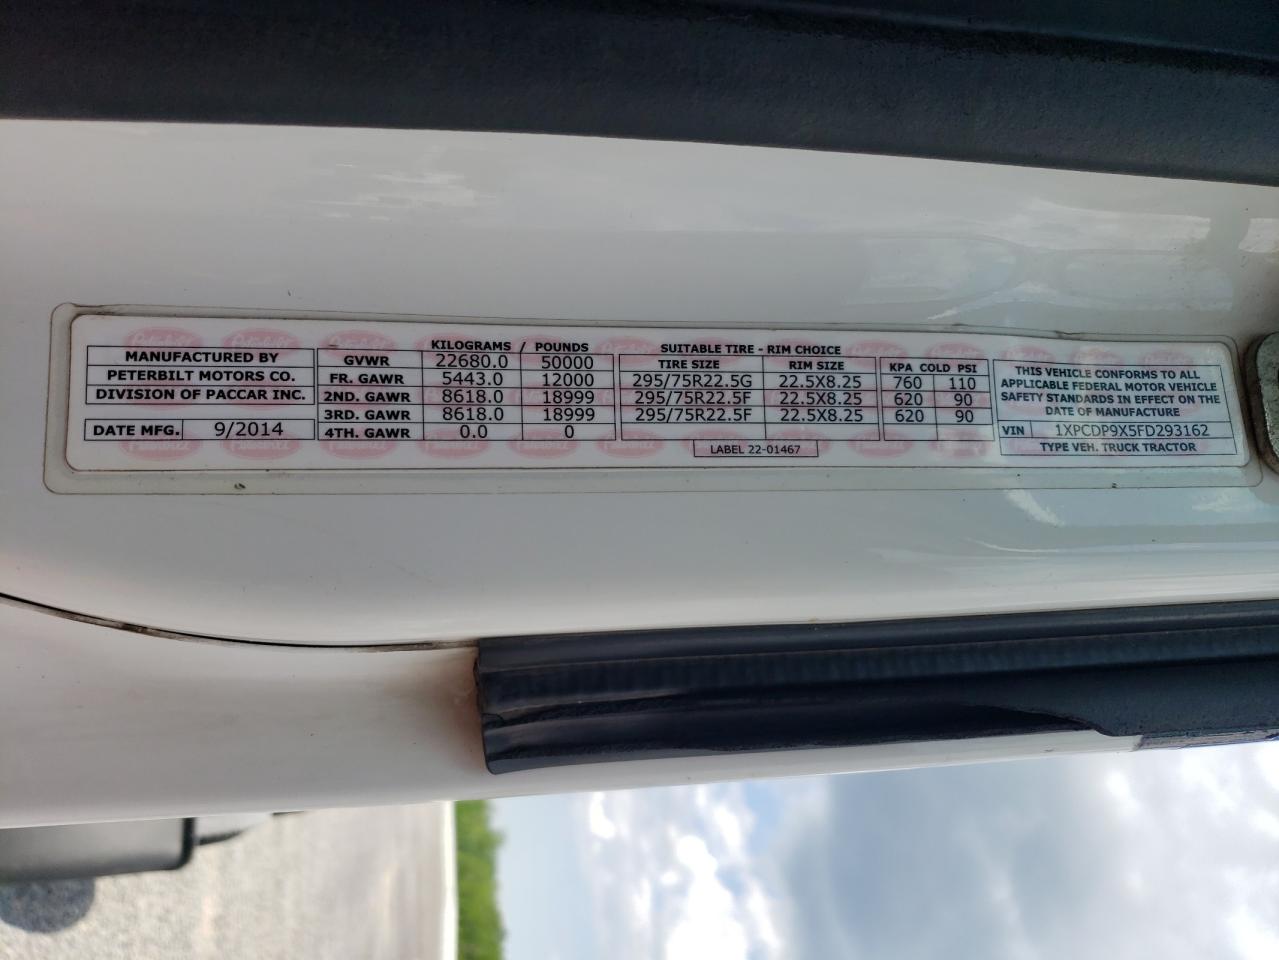 MANUFACTURED BY
PETERBILT MOTORS CO.
DIVISION OF PACCAR INC.
DATE MFG. 9/2014
KILOGRAMS / POUNDS
GVWR 22680.0 50000
FR. GAWR 5443.0 12000
2ND. GAWR 8618.0 18999
3RD. GAWR 8618.0 18999
4TH. GAWR 0.0 0
SUITABLE TIRE - RIM CHOICE
TIRE SIZE RIM SIZE KPA COLD PSI
295/75R22.5G 22.5X8.25 760 110
295/75R22.5F 22.5X8.25 620 90
295/75R22.5F 22.5X8.25 620 90
LABEL 22-01467
THIS VEHICLE CONFORMS TO ALL
APPLICABLE FEDERAL MOTOR VEHICLE
SAFETY STANDARDS IN EFFECT ON THE
DATE OF MANUFACTURE
VIN 1XPCDP9X5FD293162
TYPE VEH. TRUCK TRACTOR